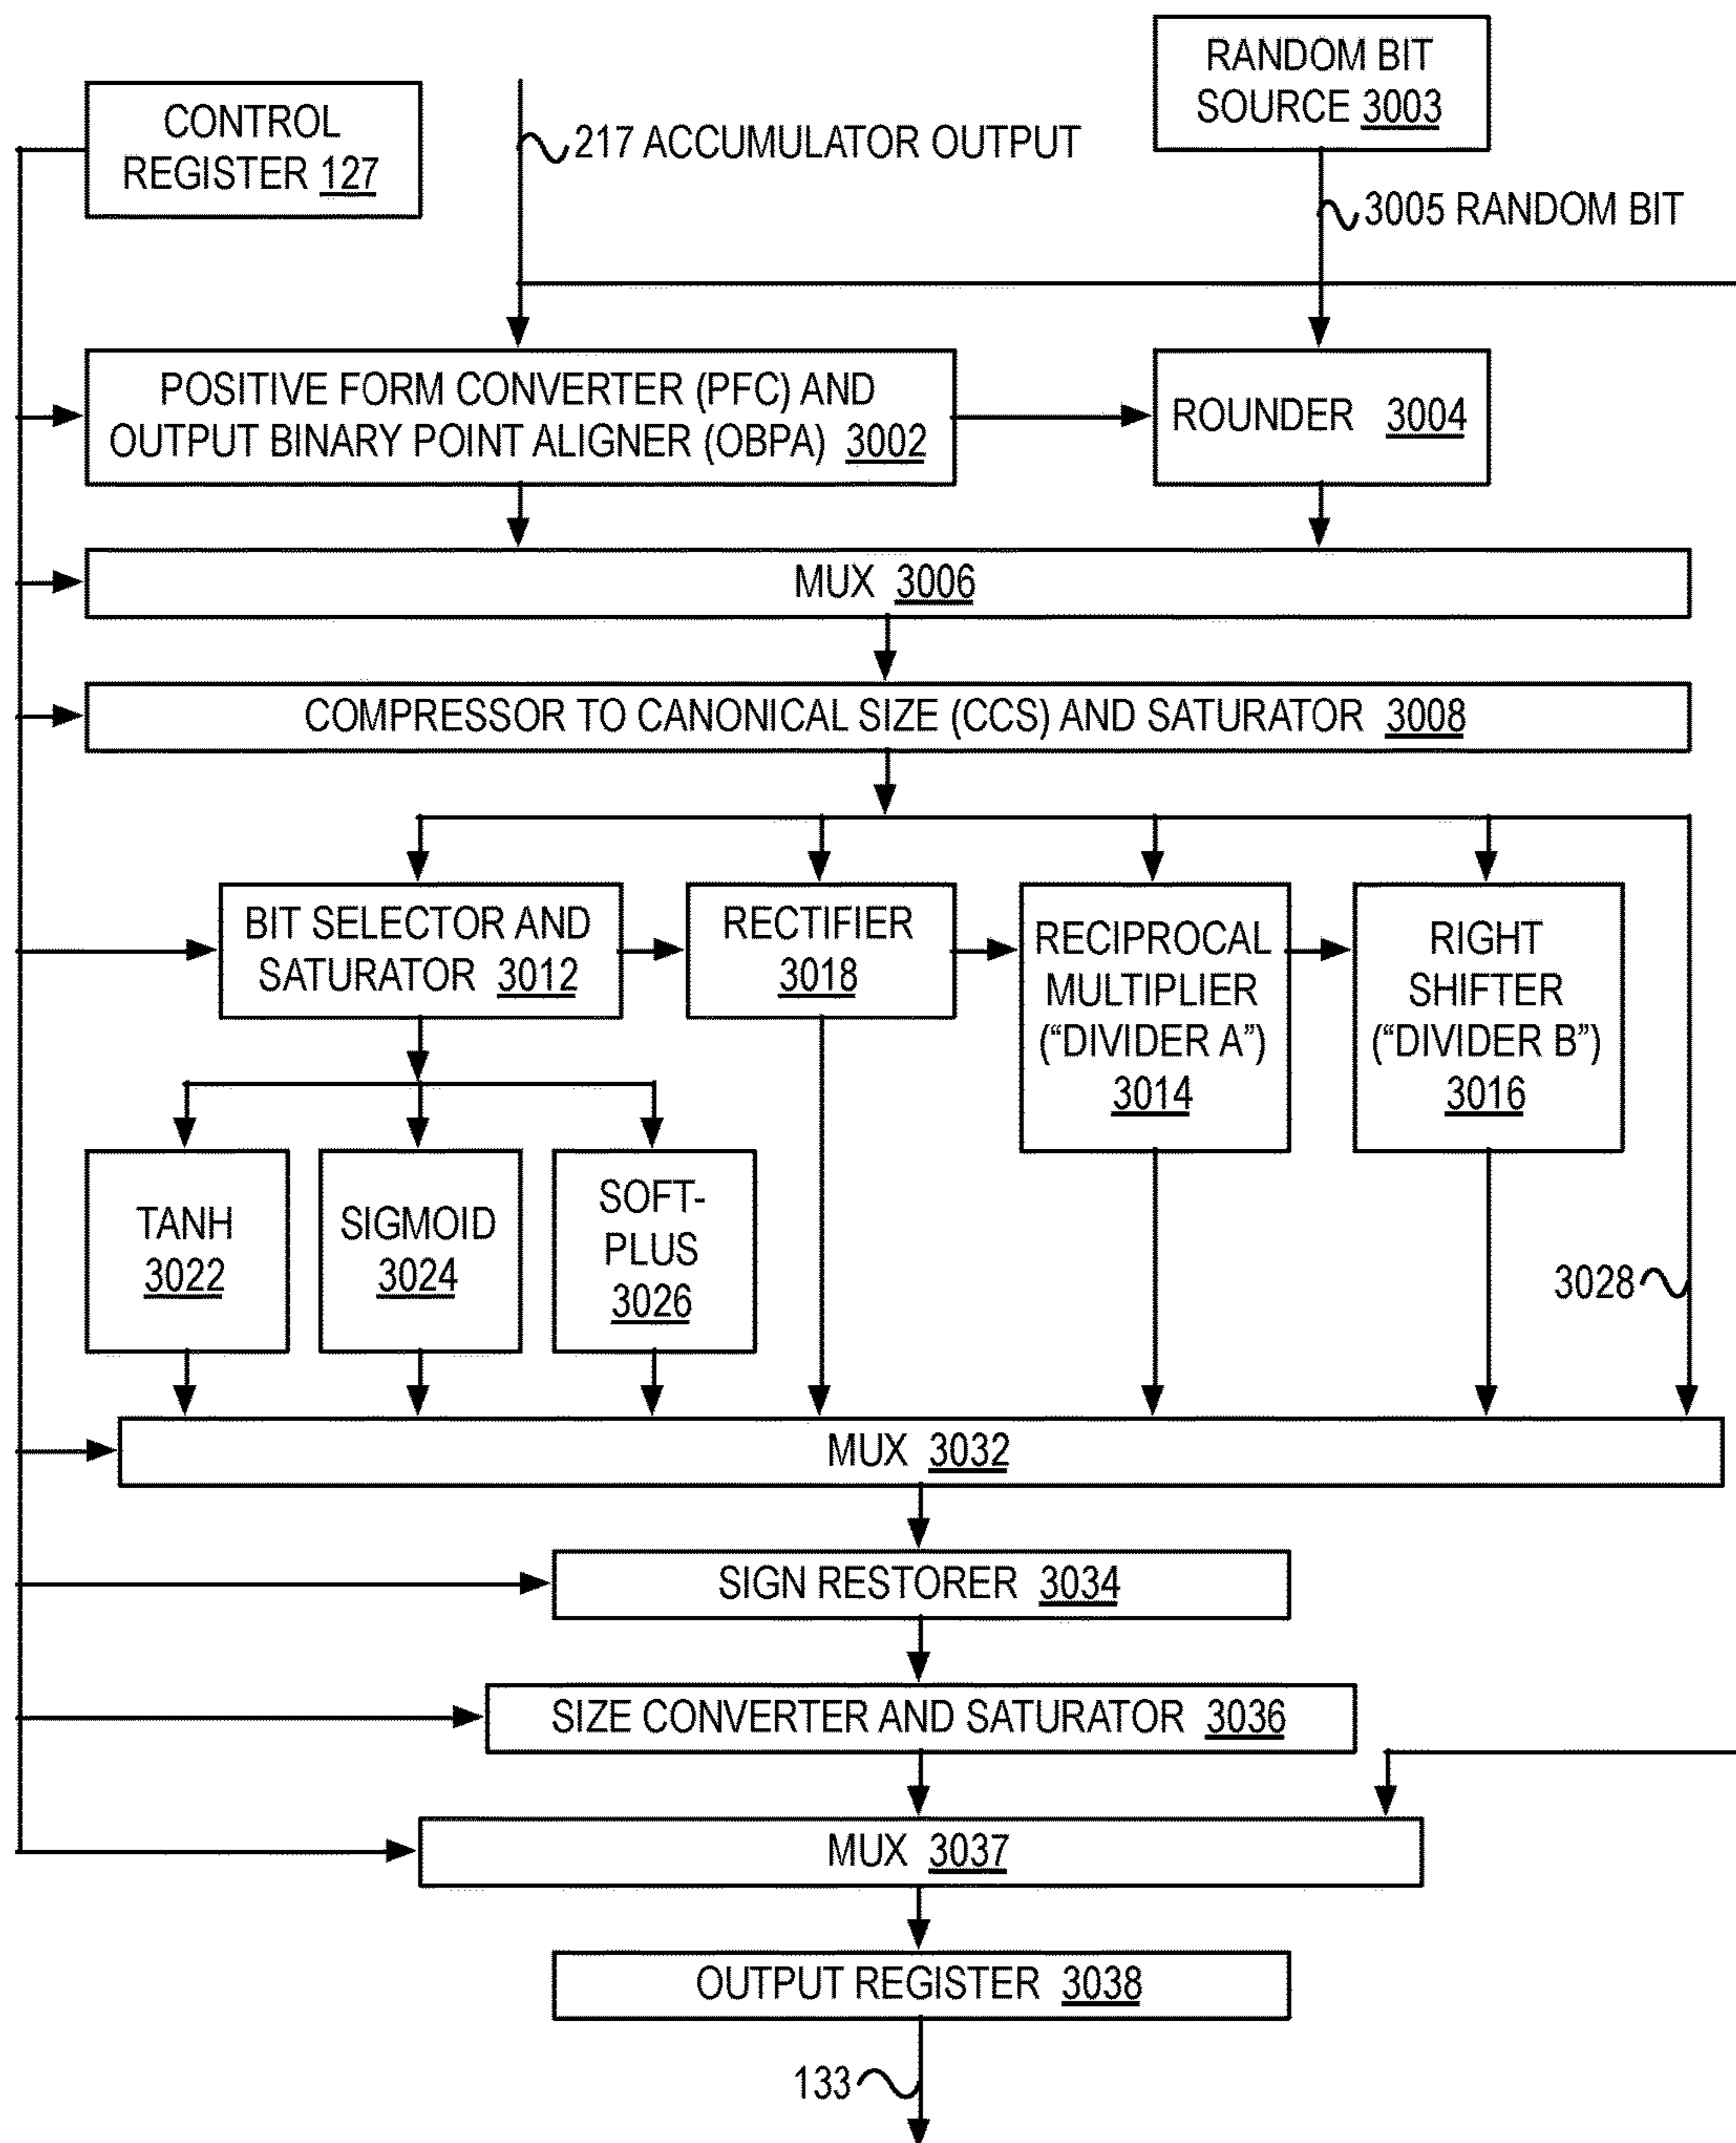 RANDOM BIT
SOURCE 3003
CONTROL
REGISTER 127
217 ACCUMULATOR OUTPUT
3005 RANDOM BIT
POSITIVE FORM CONVERTER (PFC) AND
OUTPUT BINARY POINT ALIGNER (OBPA) 3002
ROUNDER 3004
MUX 3006
COMPRESSOR TO CANONICAL SIZE (CCS) AND SATURATOR 3008
BIT SELECTOR AND
SATURATOR 3012
RECTIFIER
3018
RECIPROCAL
MULTIPLIER
(“DIVIDER A”)
3014
RIGHT
SHIFTER
(“DIVIDER B”)
3016
TANH
3022
SIGMOID
3024
SOFT-
PLUS
3026
3028
MUX 3032
SIGN RESTORER 3034
SIZE CONVERTER AND SATURATOR 3036
MUX 3037
OUTPUT REGISTER 3038
133